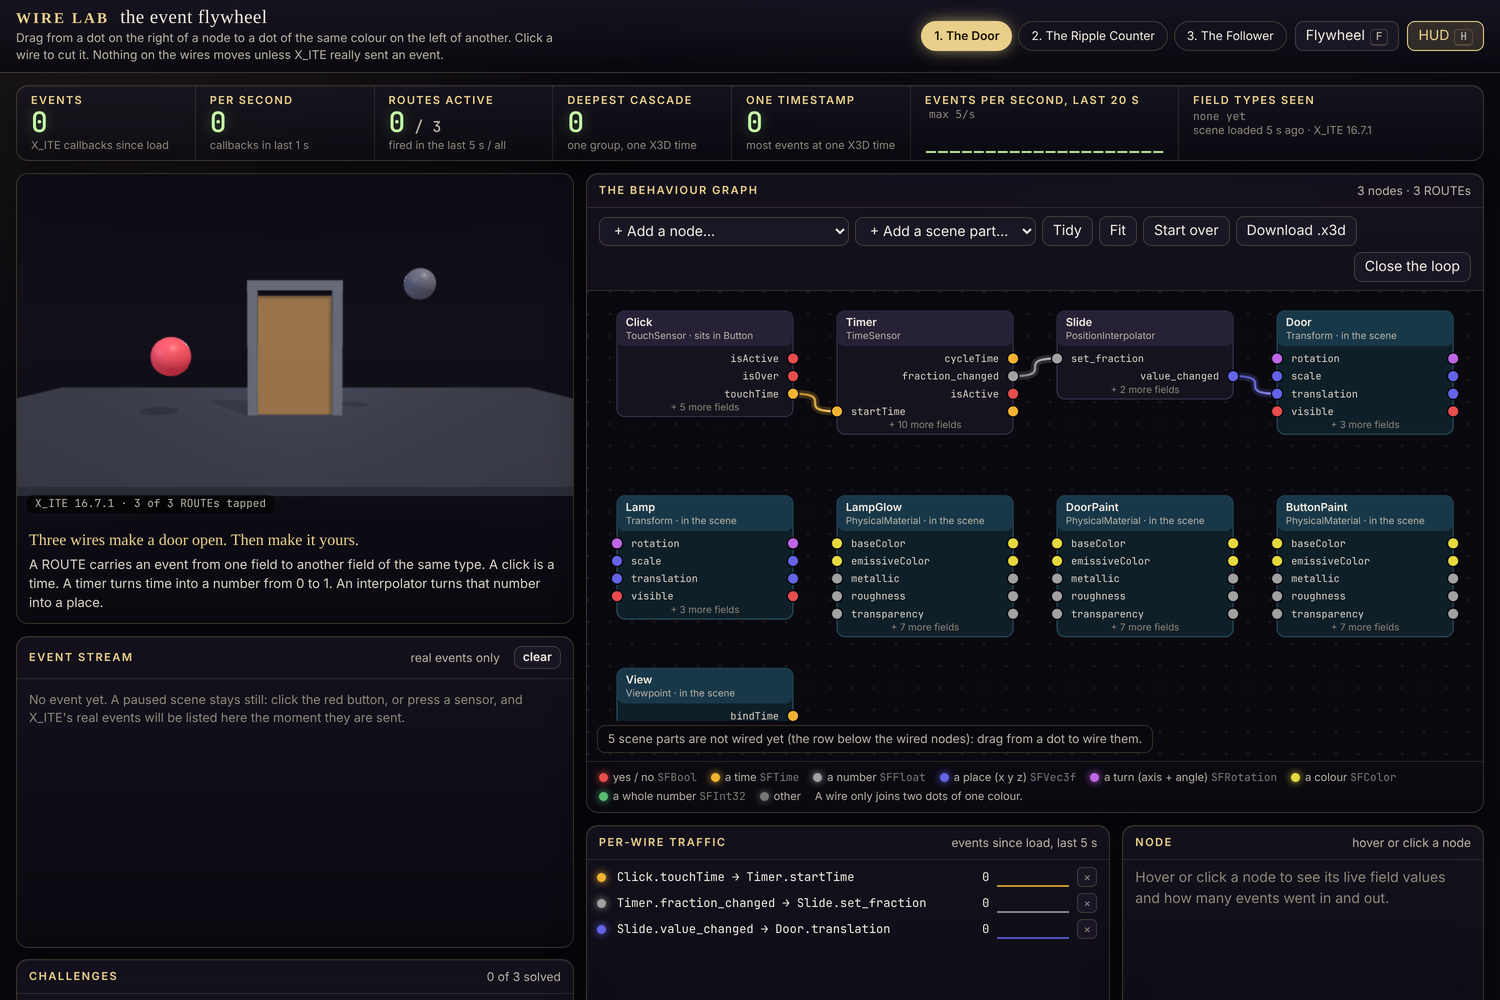 WIRE LAB the event flywheel
Drag from a dot on the right of a node to a dot of the same colour on the left of another. Click a
wire to cut it. Nothing on the wires moves unless X_ITE really sent an event.
1. The Door
2. The Ripple Counter
3. The Follower
Flywheel F
HUD H
EVENTS
0
X_ITE callbacks since load
PER SECOND
0
callbacks in last 1 s
ROUTES ACTIVE
0 / 3
fired in the last 5 s / all
DEEPEST CASCADE
0
one group, one X3D time
ONE TIMESTAMP
0
most events at one X3D time
EVENTS PER SECOND, LAST 20 S
max 5/s
FIELD TYPES SEEN
none yet
scene loaded 5 s ago · X_ITE 16.7.1
X_ITE 16.7.1 · 3 of 3 ROUTEs tapped
Three wires make a door open. Then make it yours.
A ROUTE carries an event from one field to another field of the same type. A click is a
time. A timer turns time into a number from 0 to 1. An interpolator turns that number
into a place.
EVENT STREAM
real events only
clear
No event yet. A paused scene stays still: click the red button, or press a sensor, and
X_ITE's real events will be listed here the moment they are sent.
CHALLENGES
0 of 3 solved
THE BEHAVIOUR GRAPH
3 nodes · 3 ROUTEs
+ Add a node...
+ Add a scene part...
Tidy
Fit
Start over
Download .x3d
Close the loop
Click
TouchSensor · sits in Button
isActive
isOver
touchTime
+ 5 more fields
Timer
TimeSensor
cycleTime
fraction_changed
isActive
startTime
+ 10 more fields
Slide
PositionInterpolator
set_fraction
value_changed
+ 2 more fields
Door
Transform · in the scene
rotation
scale
translation
visible
+ 3 more fields
Lamp
Transform · in the scene
rotation
scale
translation
visible
+ 3 more fields
LampGlow
PhysicalMaterial · in the scene
baseColor
emissiveColor
metallic
roughness
transparency
+ 7 more fields
DoorPaint
PhysicalMaterial · in the scene
baseColor
emissiveColor
metallic
roughness
transparency
+ 7 more fields
ButtonPaint
PhysicalMaterial · in the scene
baseColor
emissiveColor
metallic
roughness
transparency
+ 7 more fields
View
Viewpoint · in the scene
bindTime
5 scene parts are not wired yet (the row below the wired nodes): drag from a dot to wire them.
yes / no SFBool
a time SFTime
a number SFFloat
a place (x y z) SFVec3f
a turn (axis + angle) SFRotation
a colour SFColor
a whole number SFInt32
other
A wire only joins two dots of one colour.
PER-WIRE TRAFFIC
events since load, last 5 s
Click.touchTime → Timer.startTime 0 ×
Timer.fraction_changed → Slide.set_fraction 0 ×
Slide.value_changed → Door.translation 0 ×
NODE
hover or click a node
Hover or click a node to see its live field values
and how many events went in and out.